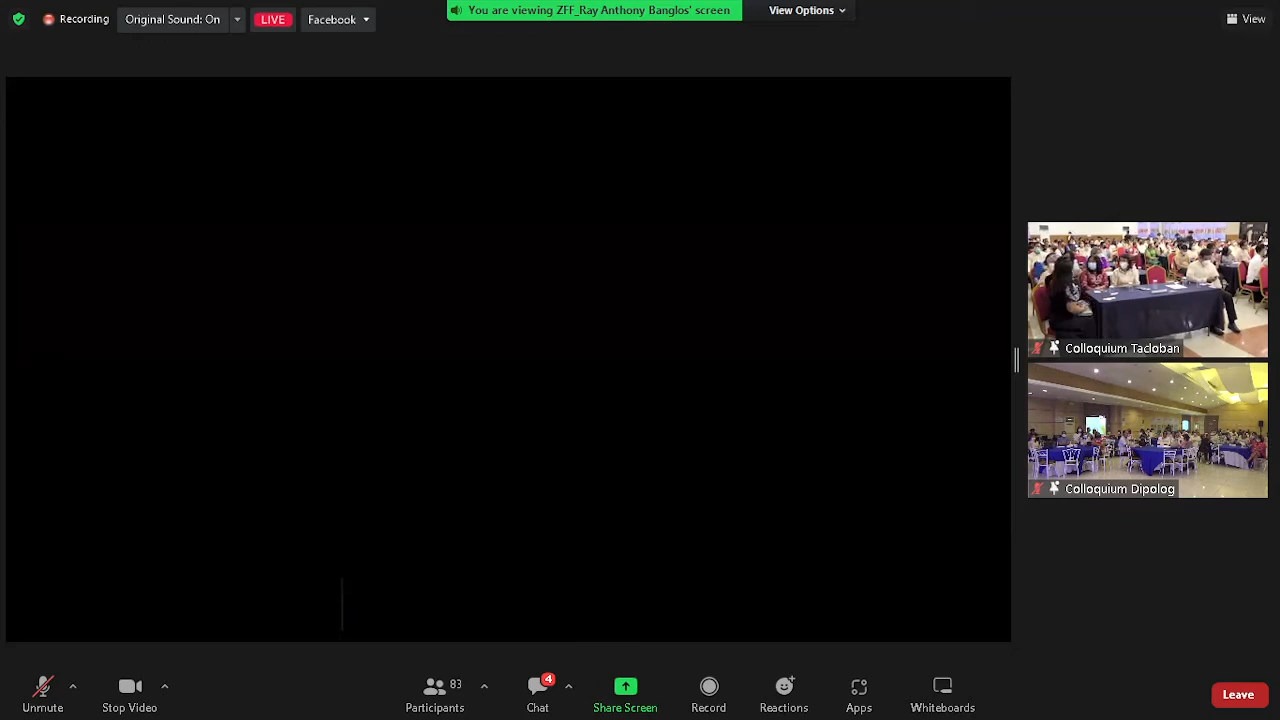 Recording
Original Sound: On
LIVE
Facebook
You are viewing ZFF_Ray Anthony Banglos' screen
View Options
View
Colloquium Tacloban
Colloquium Dipolog
Unmute
Stop Video
83
Participants
4
Chat
Share Screen
Record
Reactions
Apps
Whiteboards
Leave